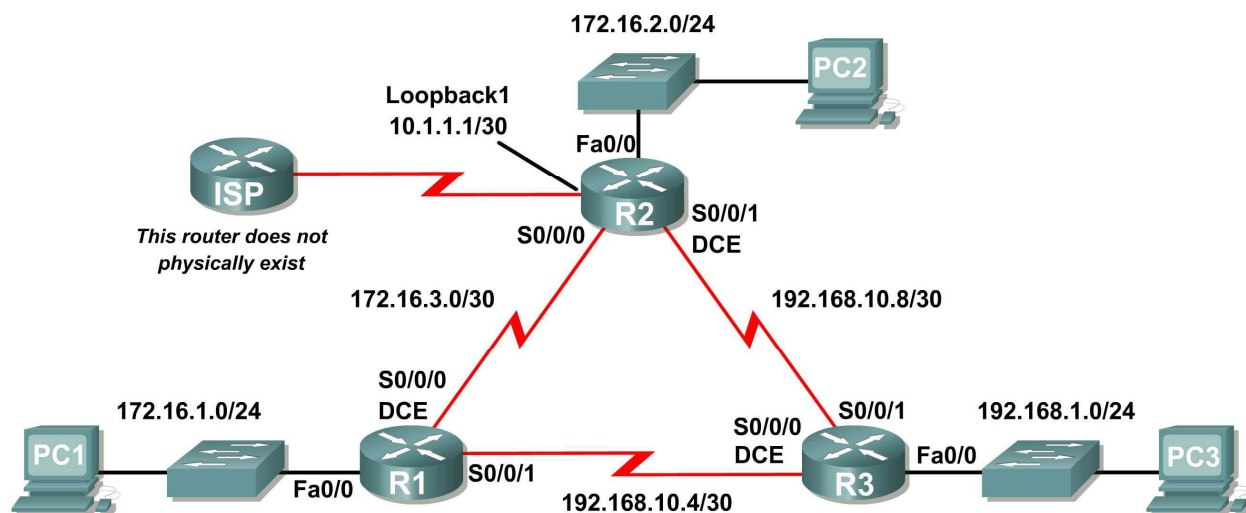 172.16.2.0/24
PC2
Loopback1
10.1.1.1/30
Fa0/0
ISP
R2
This router does not
physically exist
S0/0/0
S0/0/1
DCE
172.16.3.0/30
192.168.10.8/30
S0/0/0
DCE
172.16.1.0/24
PC1
Fa0/0
R1
S0/0/1
192.168.10.4/30
S0/0/0
DCE
S0/0/1
R3
Fa0/0
192.168.1.0/24
PC3